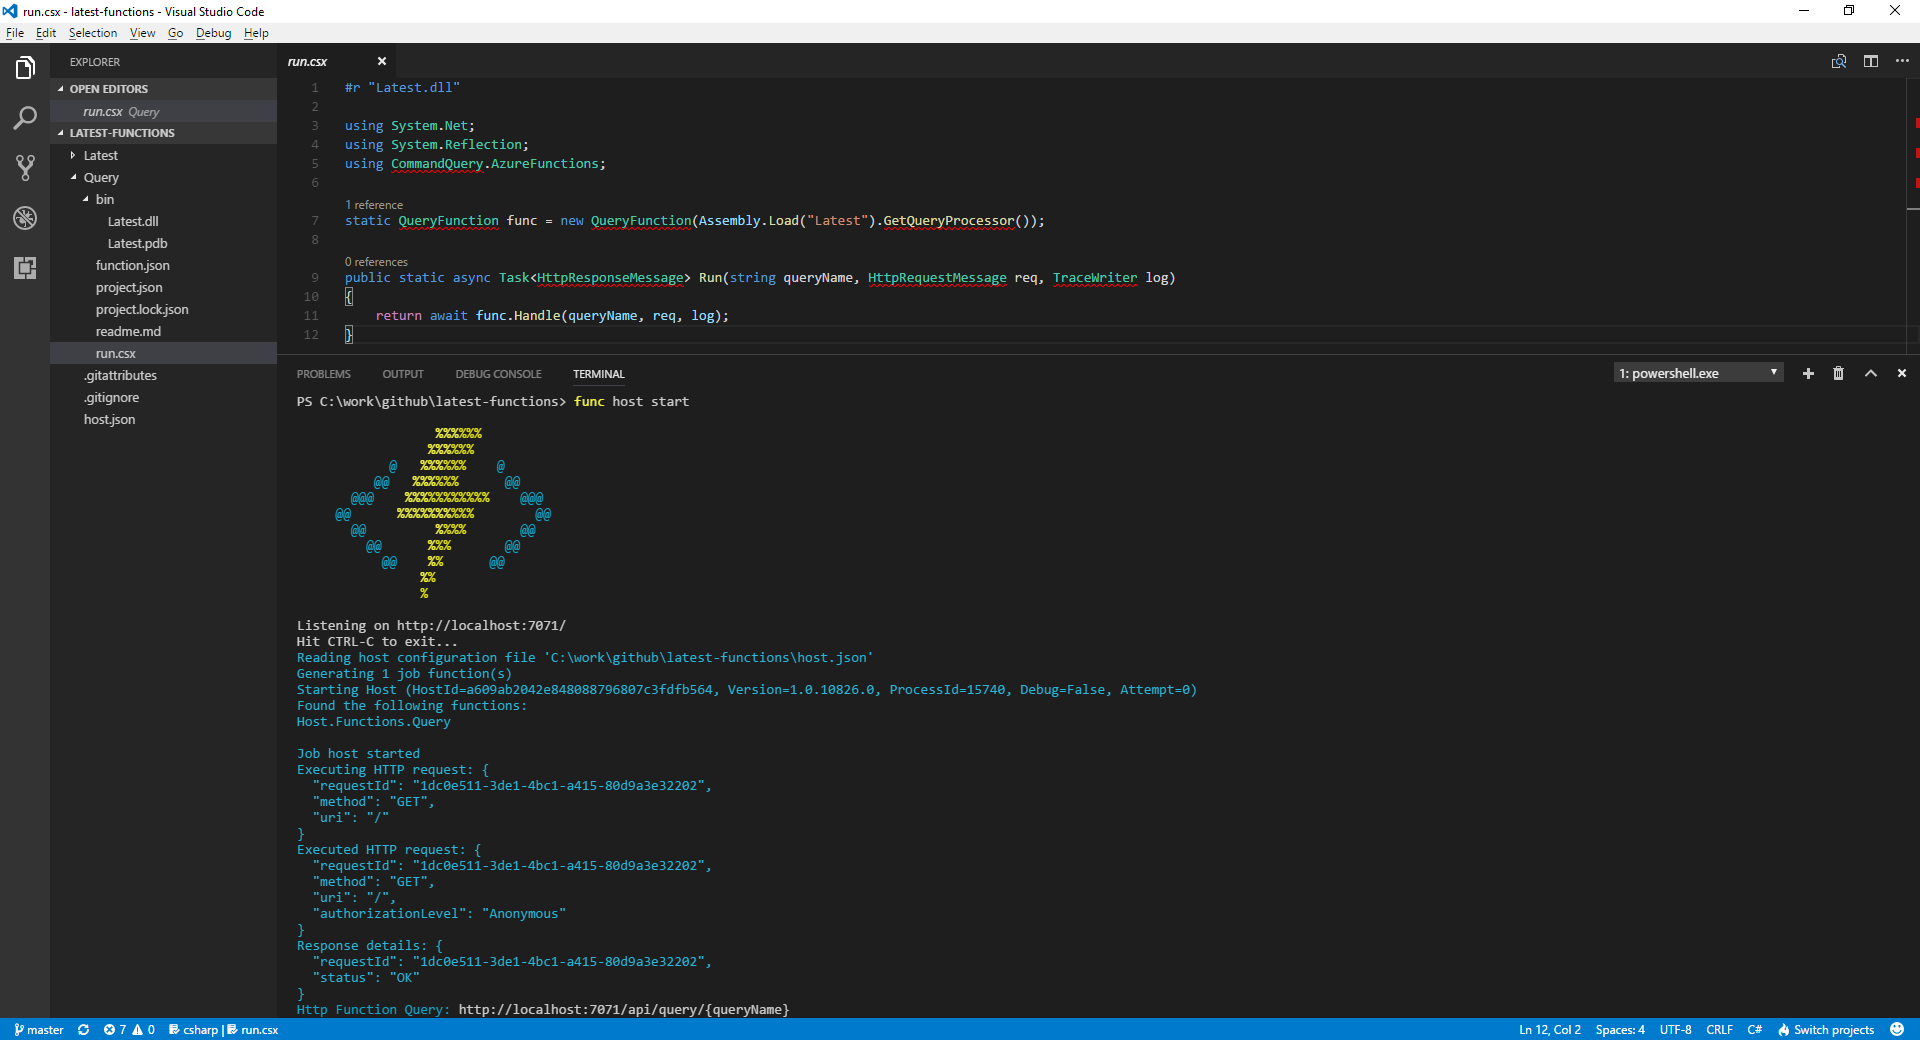 run.csx - latest-functions - Visual Studio Code
File Edit Selection View Go Debug Help
EXPLORER
OPEN EDITORS
run.csx Query
LATEST-FUNCTIONS
Latest
Query
bin
Latest.dll
Latest.pdb
function.json
project.json
project.lock.json
readme.md
run.csx
.gitattributes
.gitignore
host.json
run.csx
1 #r "Latest.dll"
2
3 using System.Net;
4 using System.Reflection;
5 using CommandQuery.AzureFunctions;
6
1 reference
7 static QueryFunction func = new QueryFunction(Assembly.Load("Latest").GetQueryProcessor());
8
0 references
9 public static async Task<HttpResponseMessage> Run(string queryName, HttpRequestMessage req, TraceWriter log)
10 {
11     return await func.Handle(queryName, req, log);
12 }
PROBLEMS OUTPUT DEBUG CONSOLE TERMINAL
1: powershell.exe
PS C:\work\github\latest-functions> func host start
                  %%%%%%
                 %%%%%%
            @   %%%%%%    @
          @@   %%%%%%      @@
       @@@    %%%%%%%%%%%    @@@
     @@      %%%%%%%%%%        @@
       @@         %%%%       @@
         @@      %%%       @@
           @@    %%      @@
                %%
                %
Listening on http://localhost:7071/
Hit CTRL-C to exit...
Reading host configuration file 'C:\work\github\latest-functions\host.json'
Generating 1 job function(s)
Starting Host (HostId=a609ab2042e848088796807c3fdfb564, Version=1.0.10826.0, ProcessId=15740, Debug=False, Attempt=0)
Found the following functions:
Host.Functions.Query
Job host started
Executing HTTP request: {
  "requestId": "1dc0e511-3de1-4bc1-a415-80d9a3e32202",
  "method": "GET",
  "uri": "/"
}
Executed HTTP request: {
  "requestId": "1dc0e511-3de1-4bc1-a415-80d9a3e32202",
  "method": "GET",
  "uri": "/",
  "authorizationLevel": "Anonymous"
}
Response details: {
  "requestId": "1dc0e511-3de1-4bc1-a415-80d9a3e32202",
  "status": "OK"
}
Http Function Query: http://localhost:7071/api/query/{queryName}
master 7 0 csharp | run.csx Ln 12, Col 2 Spaces: 4 UTF-8 CRLF C# Switch projects